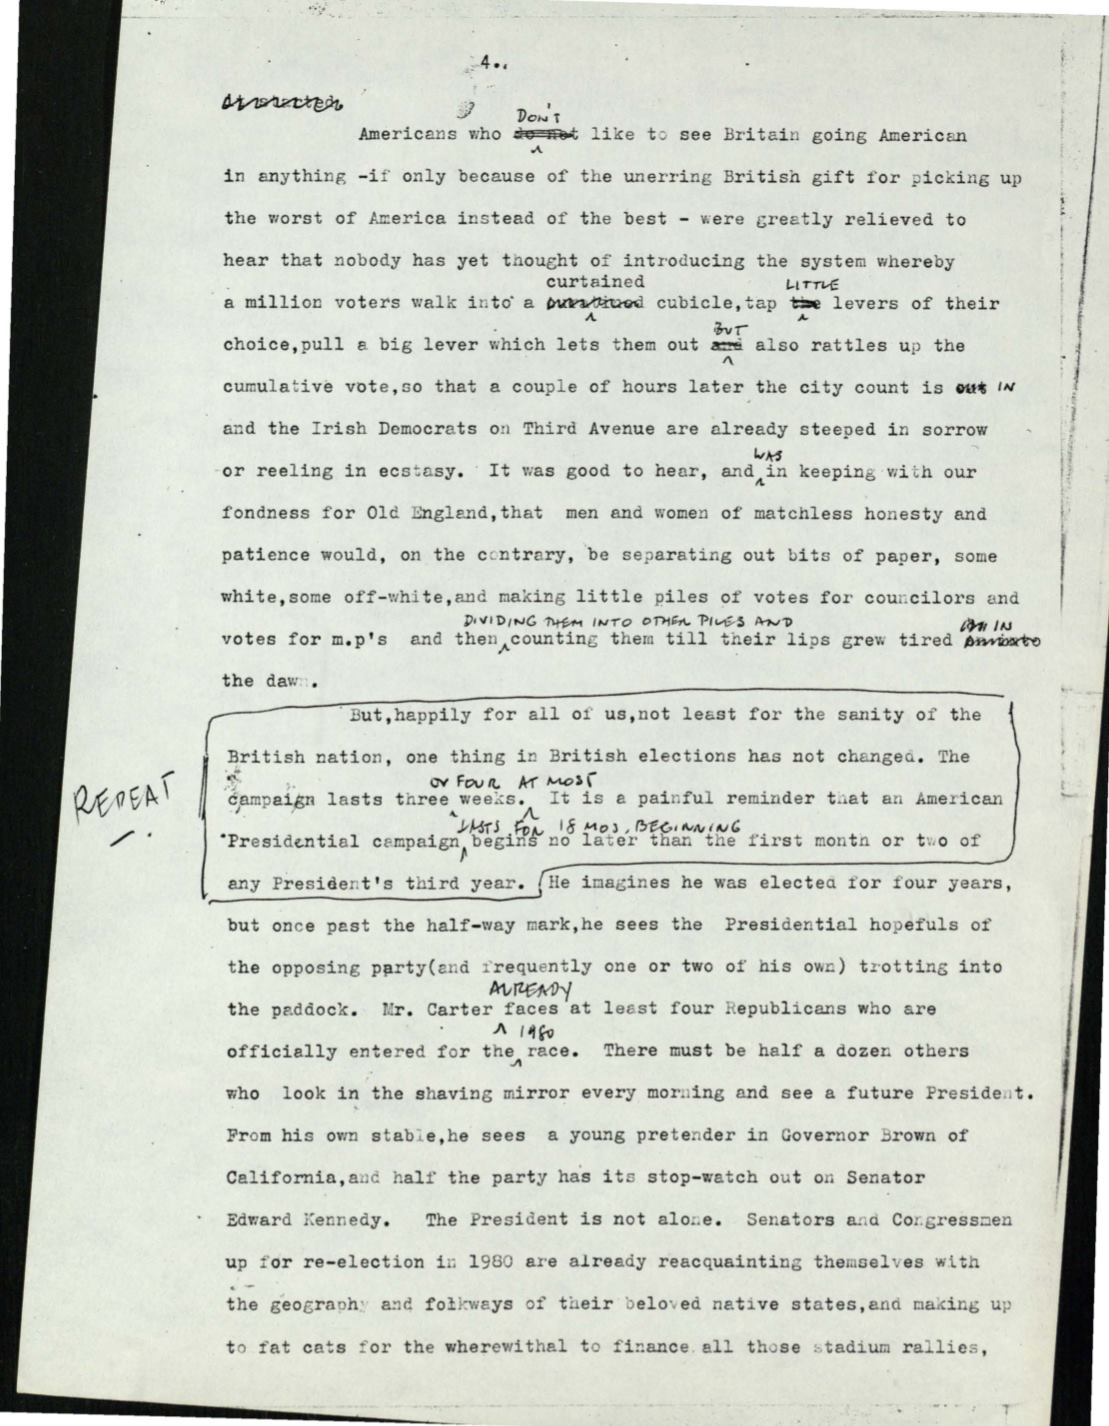 4..
DON'T
Americans who do not like to see Britain going American
in anything -if only because of the unerring British gift for picking up
the worst of America instead of the best - were greatly relieved to
hear that nobody has yet thought of introducing the system whereby
curtained LITTLE
a million voters walk into a cubicle,tap the levers of their
BUT
choice,pull a big lever which lets them out and also rattles up the
cumulative vote,so that a couple of hours later the city count is out IN
and the Irish Democrats on Third Avenue are already steeped in sorrow
WAS
or reeling in ecstasy. It was good to hear, and in keeping with our
fondness for Old England,that men and women of matchless honesty and
patience would, on the contrary, be separating out bits of paper, some
white,some off-white,and making little piles of votes for councilors and
DIVIDING THEM INTO OTHER PILES AND IN
votes for m.p's and then counting them till their lips grew tired
the dawn.
But,happily for all of us,not least for the sanity of the
British nation, one thing in British elections has not changed. The
OR FOUR AT MOST
campaign lasts three weeks. It is a painful reminder that an American
REPEAT
LASTS FOR 18 MOS, BEGINNING
Presidential campaign begins no later than the first month or two of
any President's third year. He imagines he was elected for four years,
but once past the half-way mark,he sees the Presidential hopefuls of
the opposing party(and frequently one or two of his own) trotting into
ALREADY
the paddock. Mr. Carter faces at least four Republicans who are
1980
officially entered for the race. There must be half a dozen others
who look in the shaving mirror every morning and see a future President.
From his own stable,he sees a young pretender in Governor Brown of
California,and half the party has its stop-watch out on Senator
Edward Kennedy. The President is not alone. Senators and Congressmen
up for re-election in 1980 are already reacquainting themselves with
the geography and folkways of their beloved native states,and making up
to fat cats for the wherewithal to finance all those stadium rallies,